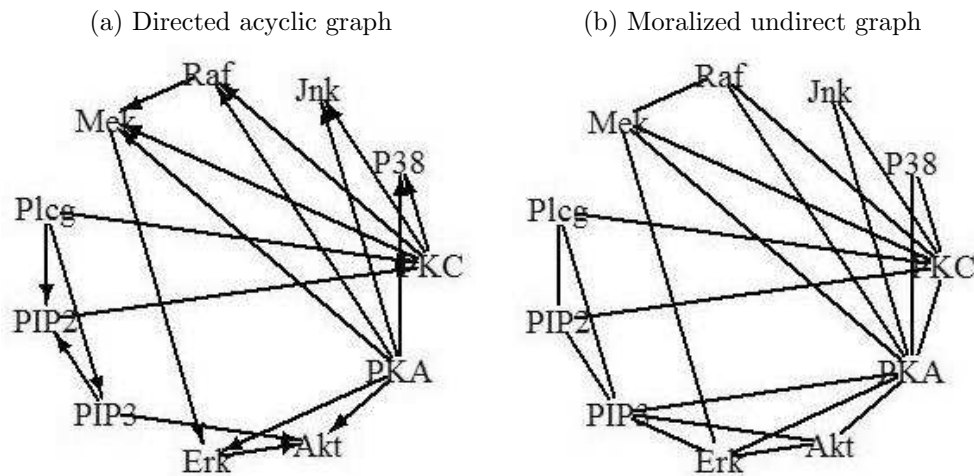 (a) Directed acyclic graph
(b) Moralized undirect graph
Raf
Jnk
Mek
P38
Plcg
PKC
PIP2
PKA
PIP3
Akt
Erk
Raf
Jnk
Mek
P38
Plcg
PKC
PIP2
PKA
PIP3
Akt
Erk